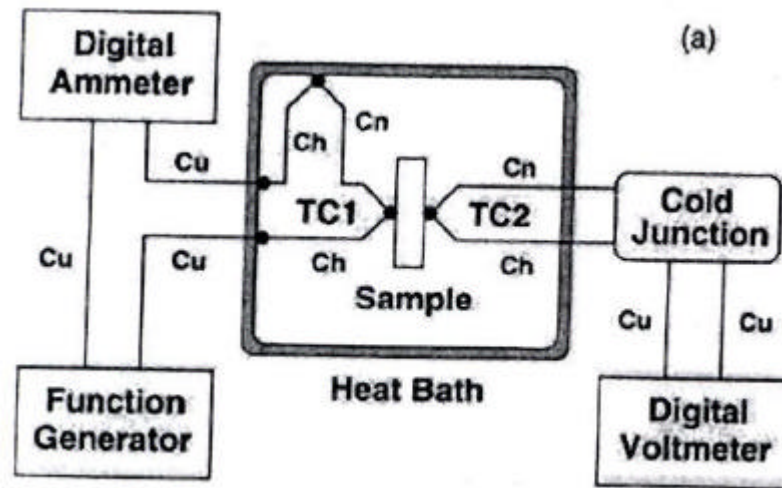 (a)
Digital
Ammeter
Cu
Cu
Cu
Ch
Cn
TC1
Ch
TC2
Cn
Ch
Sample
Heat Bath
Cold
Junction
Cu
Cu
Function
Generator
Digital
Voltmeter